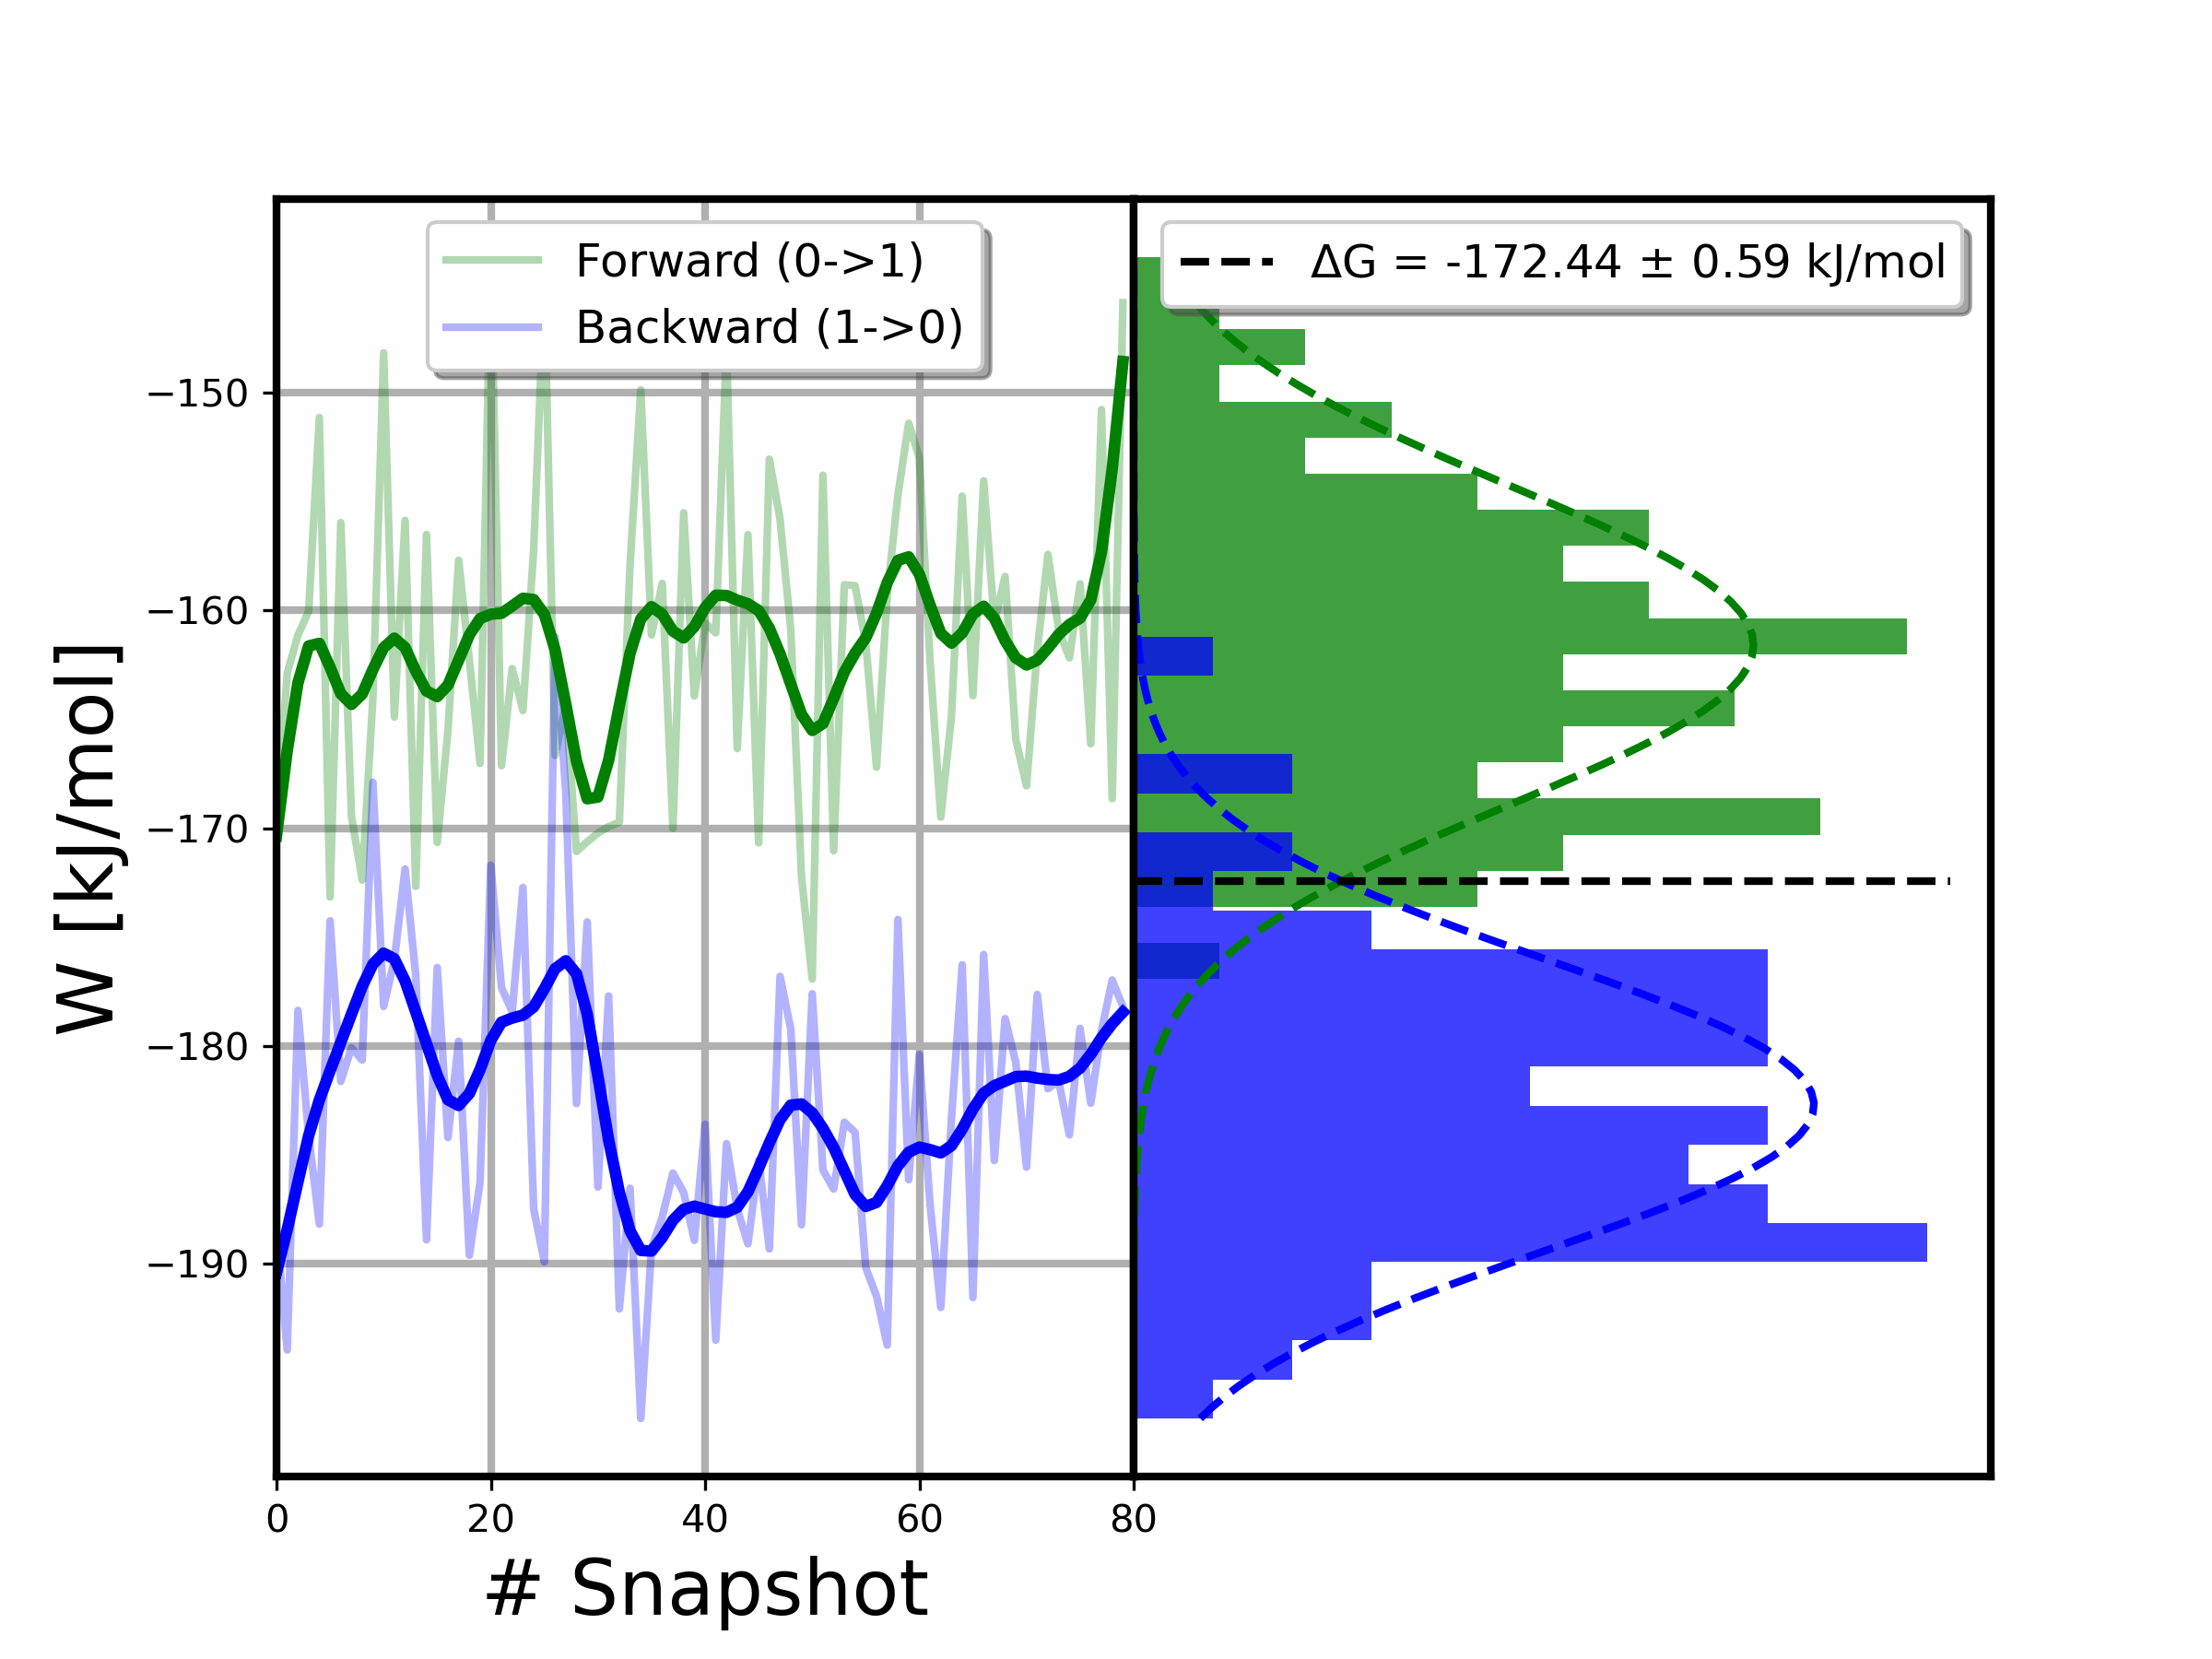 Forward (0->1)
Backward (1->0)
ΔG = -172.44 ± 0.59 kJ/mol
−150
−160
−170
−180
−190
W [kJ/mol]
0 20 40 60 80
# Snapshot